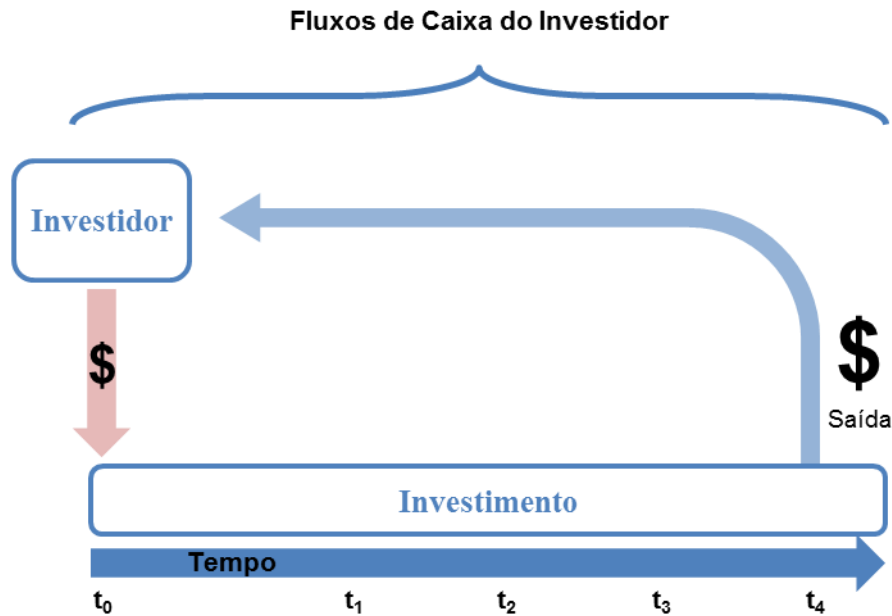 Fluxos de Caixa do Investidor
Investidor
$
$
Saída
Investimento
Tempo
t0 t1 t2 t3 t4